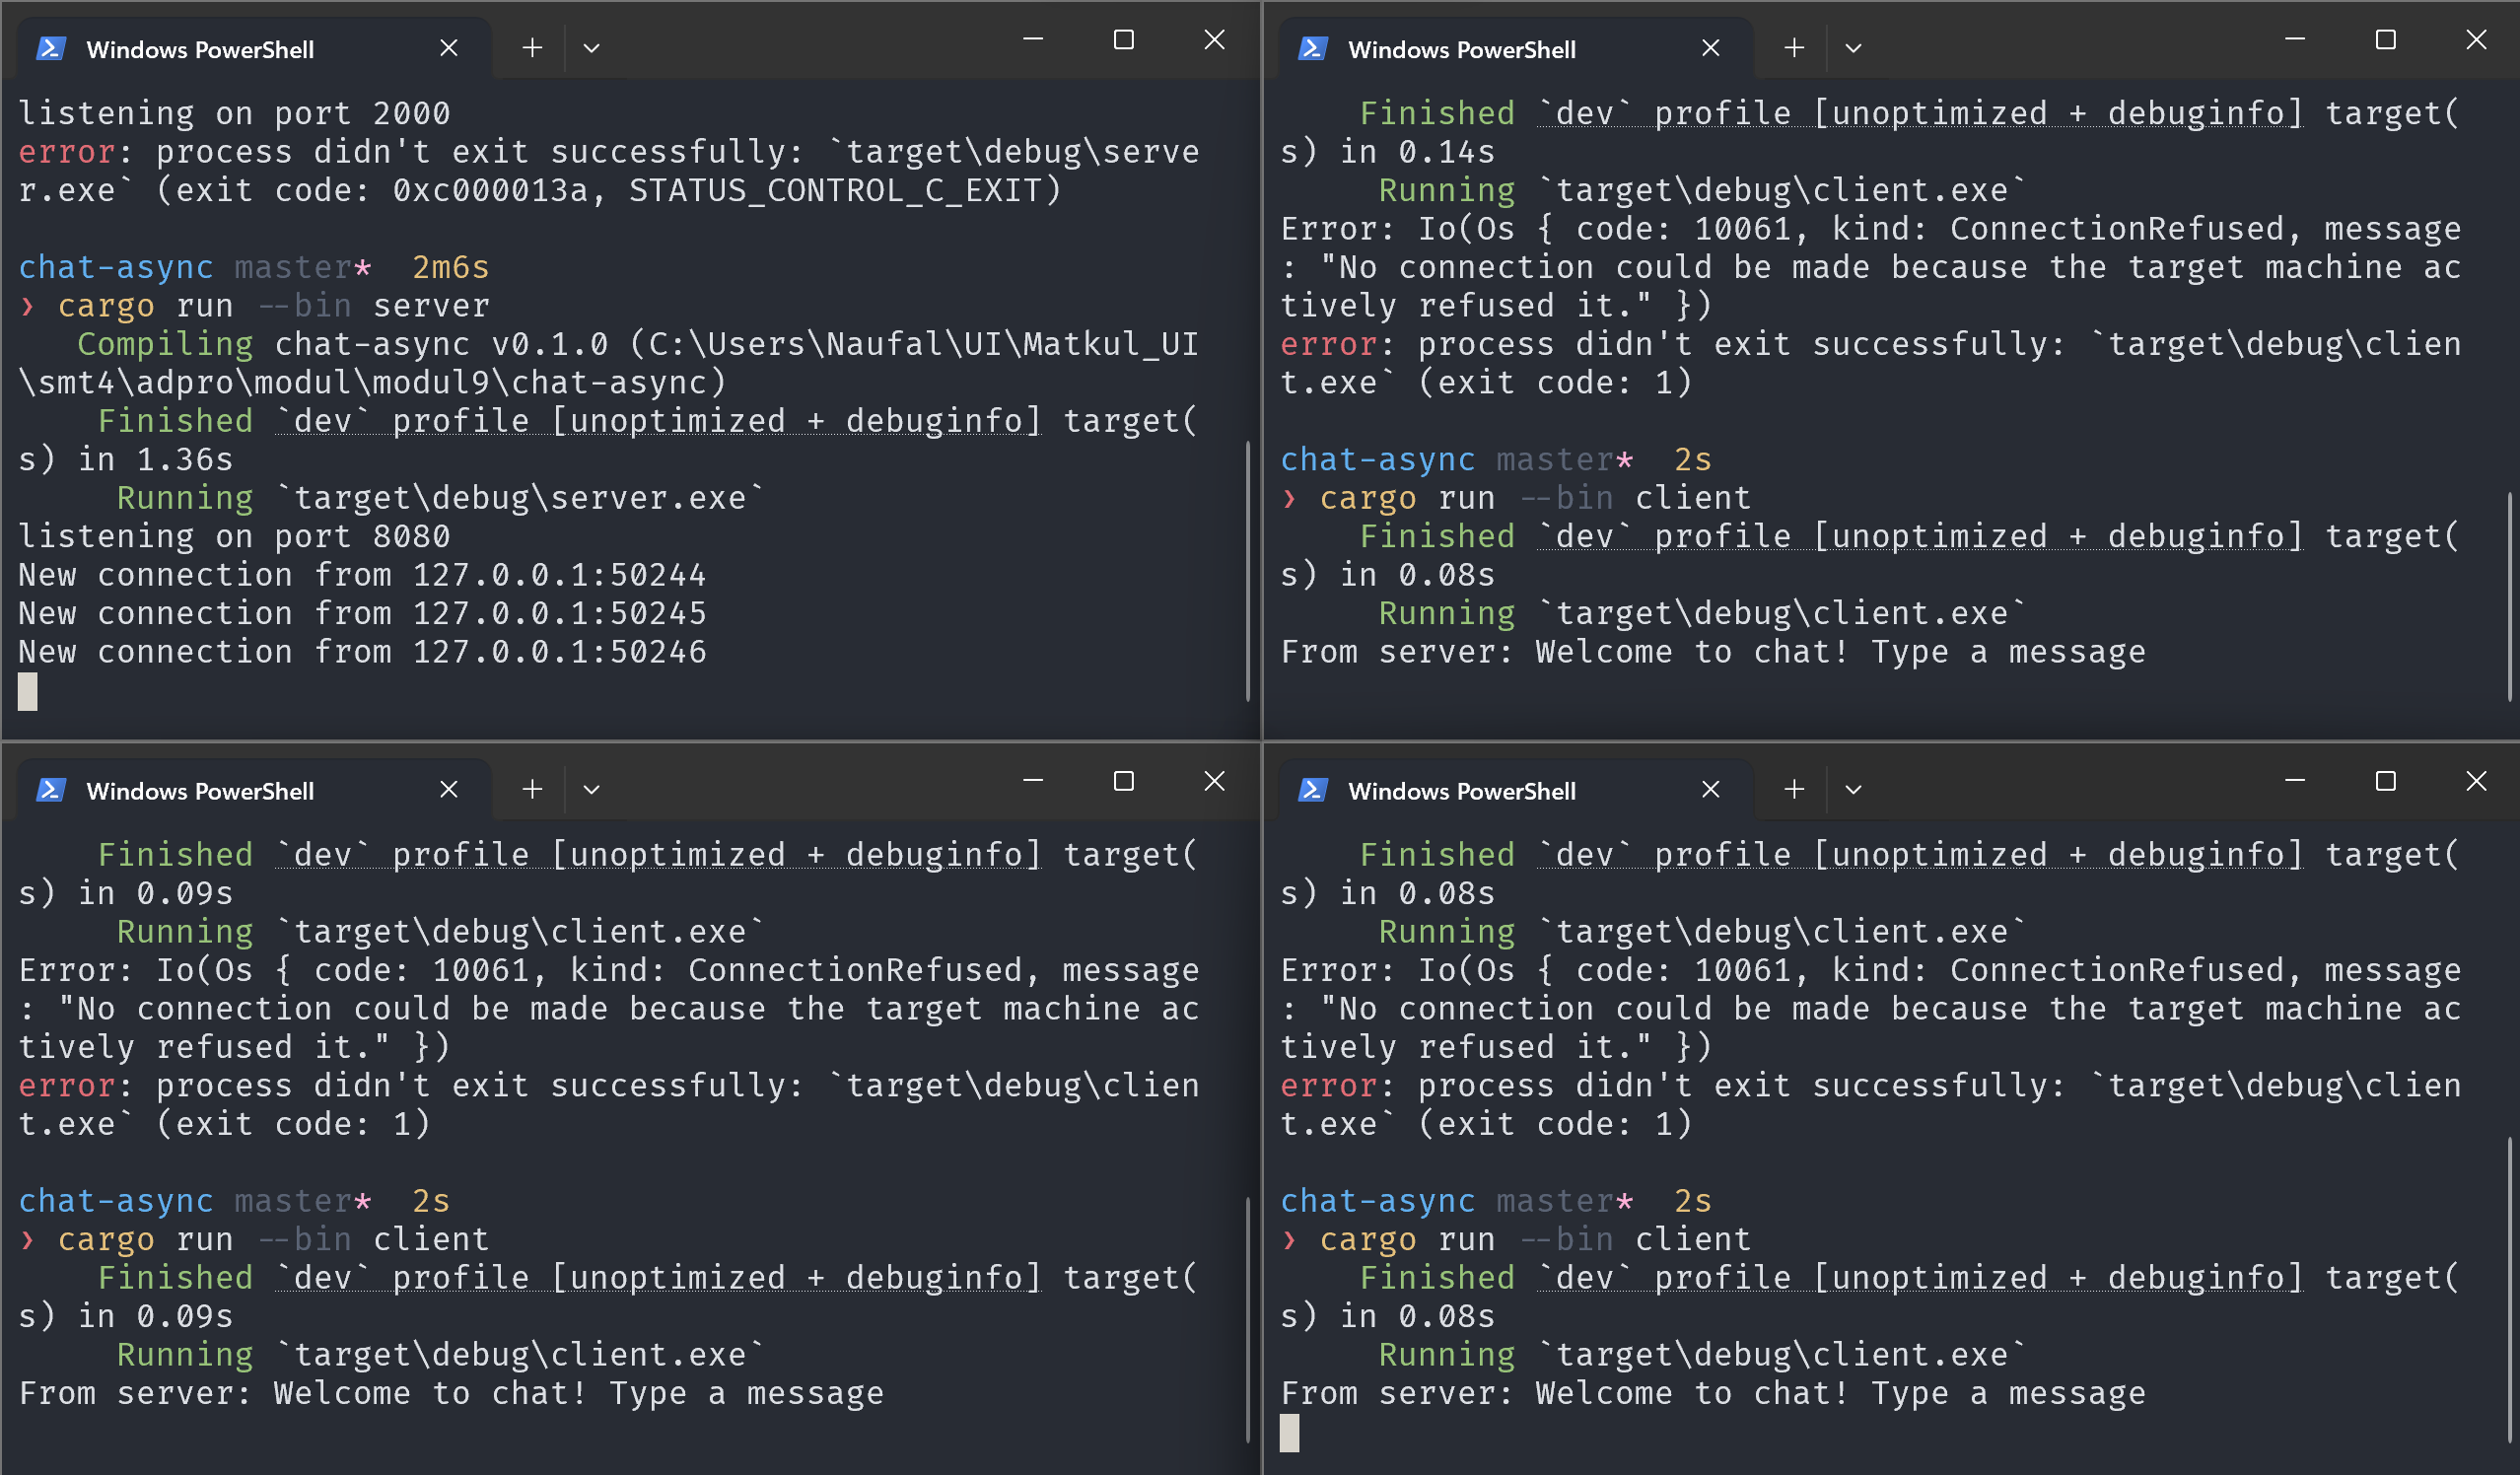 Windows PowerShell
listening on port 2000
error: process didn't exit successfully: `target\debug\serve
r.exe` (exit code: 0xc000013a, STATUS_CONTROL_C_EXIT)
chat-async master* 2m6s
❯ cargo run --bin server
Compiling chat-async v0.1.0 (C:\Users\Naufal\UI\Matkul_UI
\smt4\adpro\modul\modul9\chat-async)
Finished `dev` profile [unoptimized + debuginfo] target(
s) in 1.36s
Running `target\debug\server.exe`
listening on port 8080
New connection from 127.0.0.1:50244
New connection from 127.0.0.1:50245
New connection from 127.0.0.1:50246
Windows PowerShell
Finished `dev` profile [unoptimized + debuginfo] target(
s) in 0.14s
Running `target\debug\client.exe`
Error: Io(Os { code: 10061, kind: ConnectionRefused, message
: "No connection could be made because the target machine ac
tively refused it." })
error: process didn't exit successfully: `target\debug\clien
t.exe` (exit code: 1)
chat-async master* 2s
❯ cargo run --bin client
Finished `dev` profile [unoptimized + debuginfo] target(
s) in 0.08s
Running `target\debug\client.exe`
From server: Welcome to chat! Type a message
Windows PowerShell
Finished `dev` profile [unoptimized + debuginfo] target(
s) in 0.09s
Running `target\debug\client.exe`
Error: Io(Os { code: 10061, kind: ConnectionRefused, message
: "No connection could be made because the target machine ac
tively refused it." })
error: process didn't exit successfully: `target\debug\clien
t.exe` (exit code: 1)
chat-async master* 2s
❯ cargo run --bin client
Finished `dev` profile [unoptimized + debuginfo] target(
s) in 0.09s
Running `target\debug\client.exe`
From server: Welcome to chat! Type a message
Windows PowerShell
Finished `dev` profile [unoptimized + debuginfo] target(
s) in 0.08s
Running `target\debug\client.exe`
Error: Io(Os { code: 10061, kind: ConnectionRefused, message
: "No connection could be made because the target machine ac
tively refused it." })
error: process didn't exit successfully: `target\debug\clien
t.exe` (exit code: 1)
chat-async master* 2s
❯ cargo run --bin client
Finished `dev` profile [unoptimized + debuginfo] target(
s) in 0.08s
Running `target\debug\client.exe`
From server: Welcome to chat! Type a message